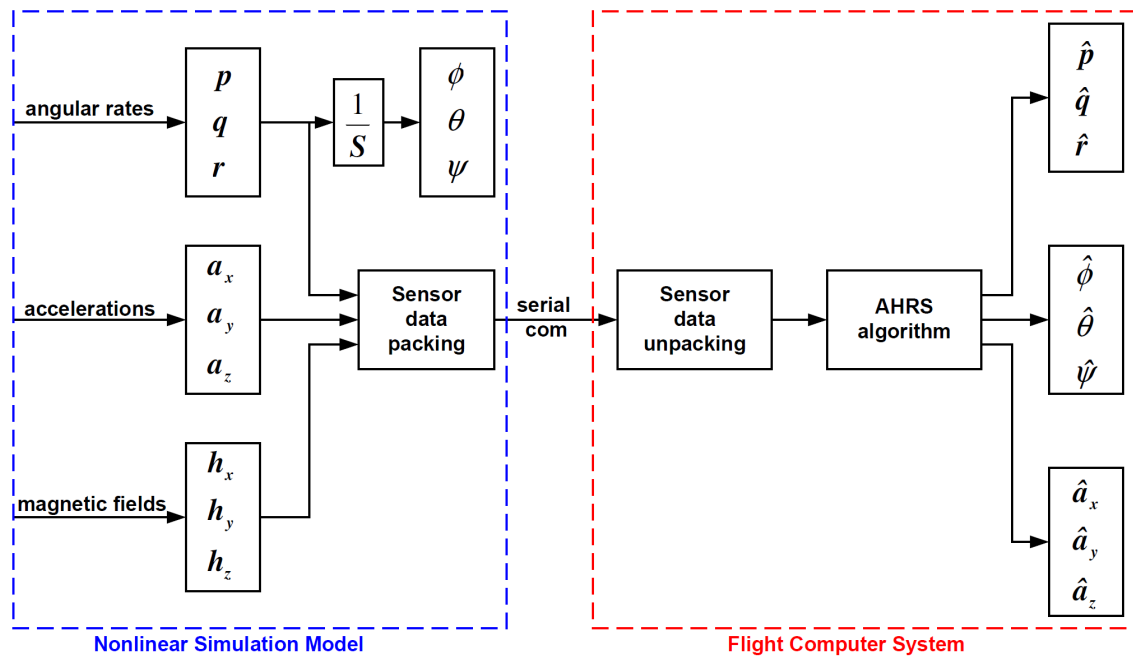 angular rates
p
q
r
1
S
ϕ
θ
ψ
accelerations
a_x
a_y
a_z
Sensor
data
packing
magnetic fields
h_x
h_y
h_z
Nonlinear Simulation Model
serial
com
Sensor
data
unpacking
AHRS
algorithm
p̂
q̂
r̂
ϕ̂
θ̂
ψ̂
â_x
â_y
â_z
Flight Computer System